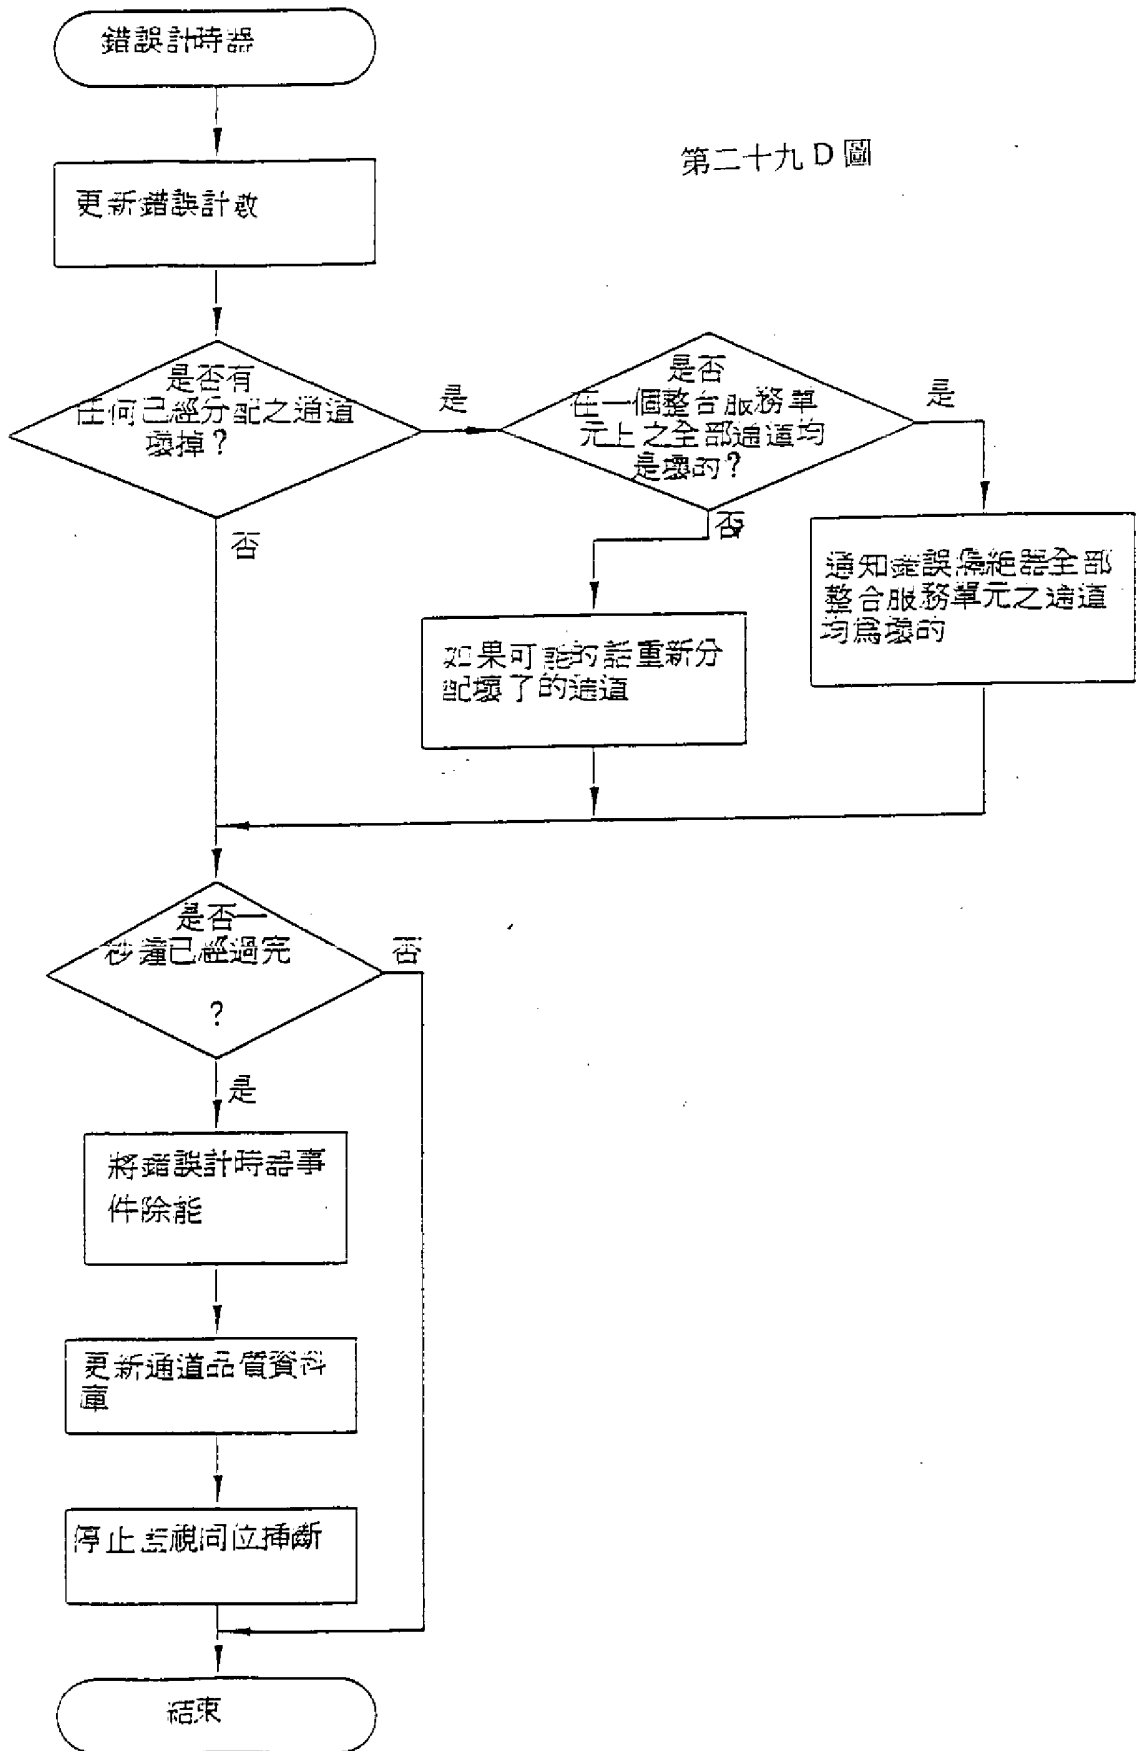 錯誤計時器
第二十九 D 圖
更新錯誤計數
是否有
任何已經分配之通道
壞掉？
是
是否
在一個整合服務單
元上之全部通道均
是壞的？
是
否
否
通知錯誤隔絕器全部
整合服務單元之通道
均爲壞的
如果可能的話重新分
配壞了的通道
是否一
秒鐘已經過完
？
否
是
將錯誤計時器事
件除能
更新通道品質資料
庫
停止監視同位插斷
結束